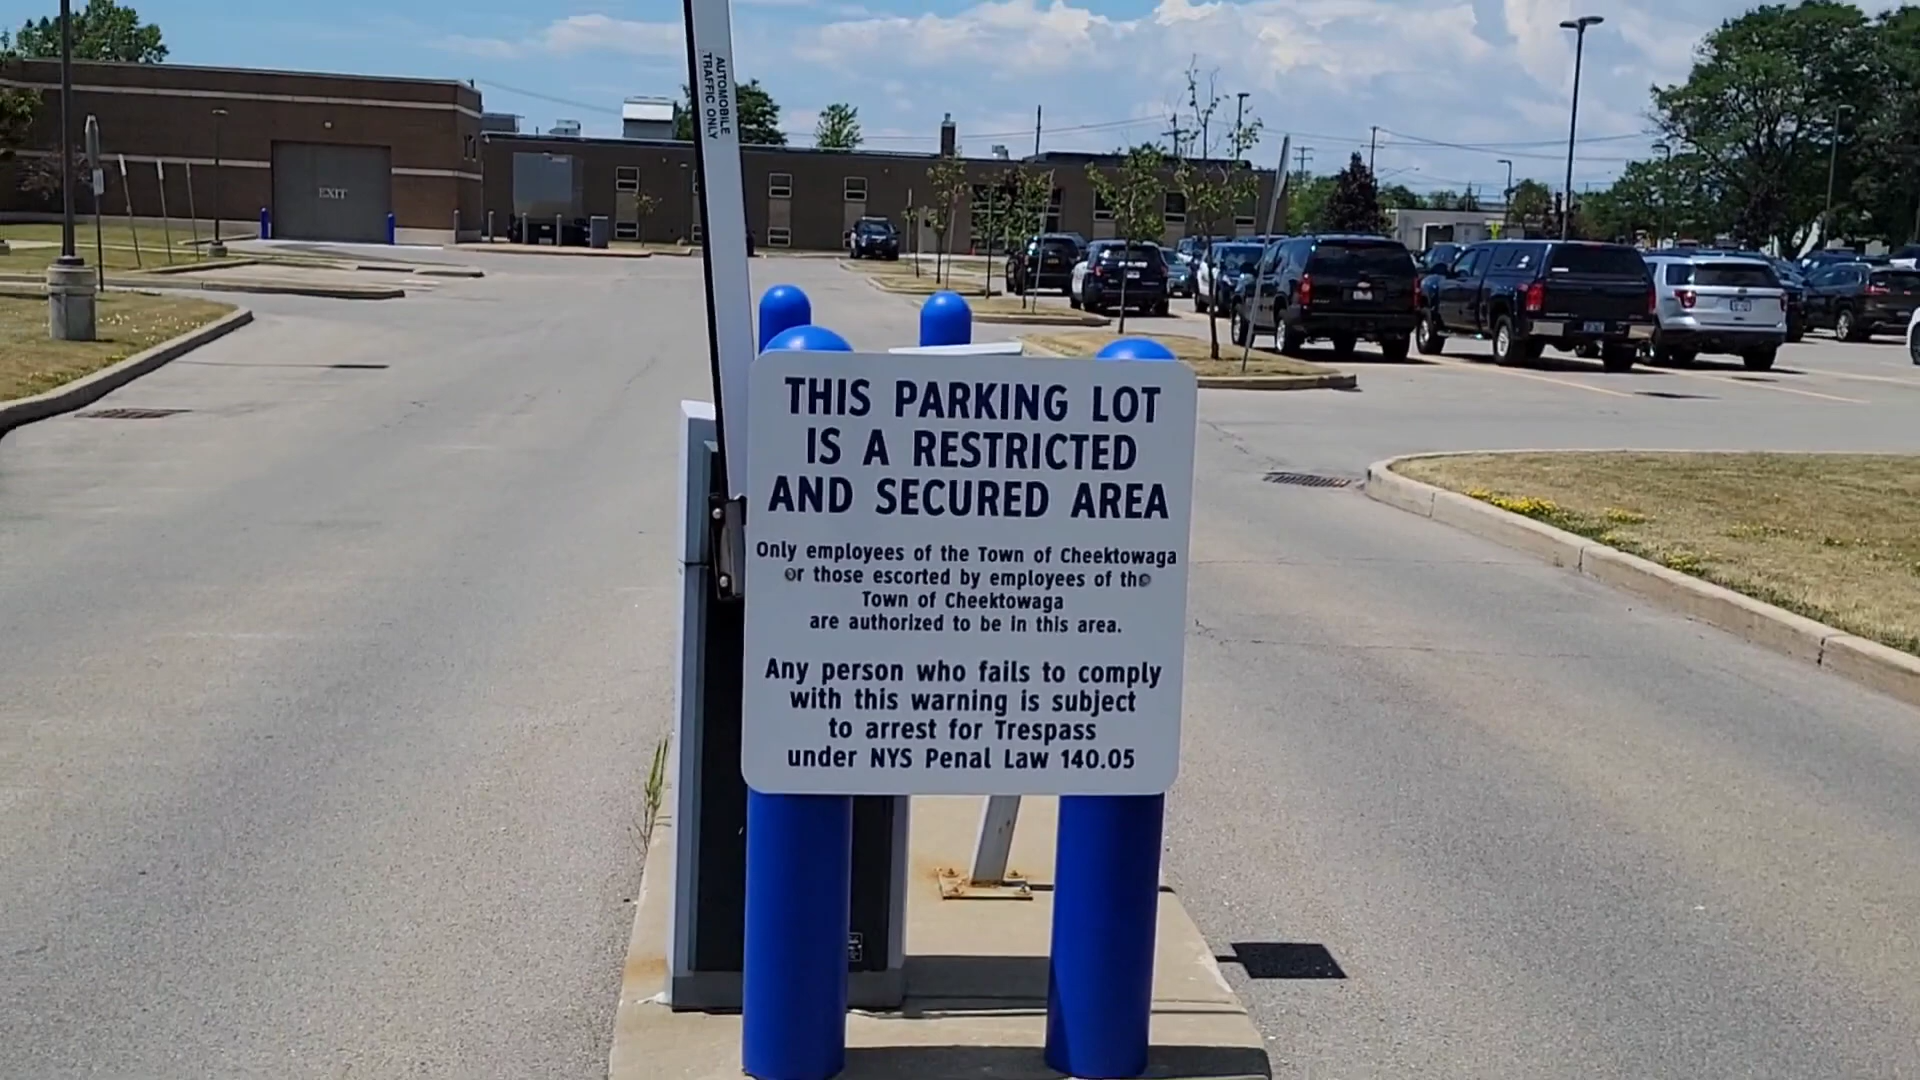 AUTOMOBILE
TRAFFIC ONLY
EXIT
THIS PARKING LOT
IS A RESTRICTED
AND SECURED AREA
Only employees of the Town of Cheektowaga
or those escorted by employees of the
Town of Cheektowaga
are authorized to be in this area.
Any person who fails to comply
with this warning is subject
to arrest for Trespass
under NYS Penal Law 140.05